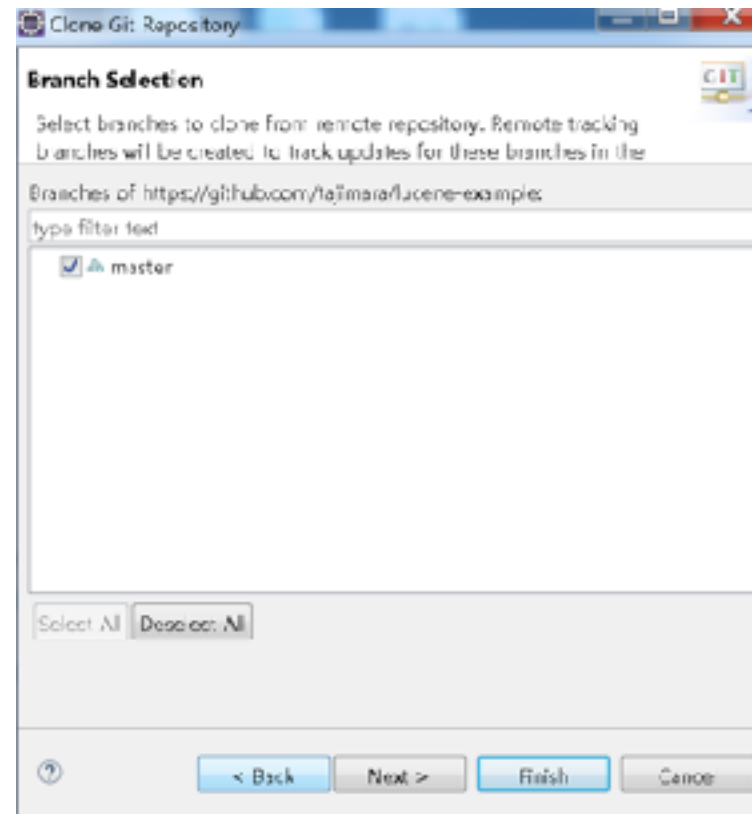 Clone Git Repository
Branch Selection
GIT
Select branches to clone from remote repository. Remote tracking
branches will be created to track updates for these branches in the
Branches of https://github.com/tajimara/lucene-example:
type filter text
master
Select All Deselect All
< Back Next > Finish Cancel